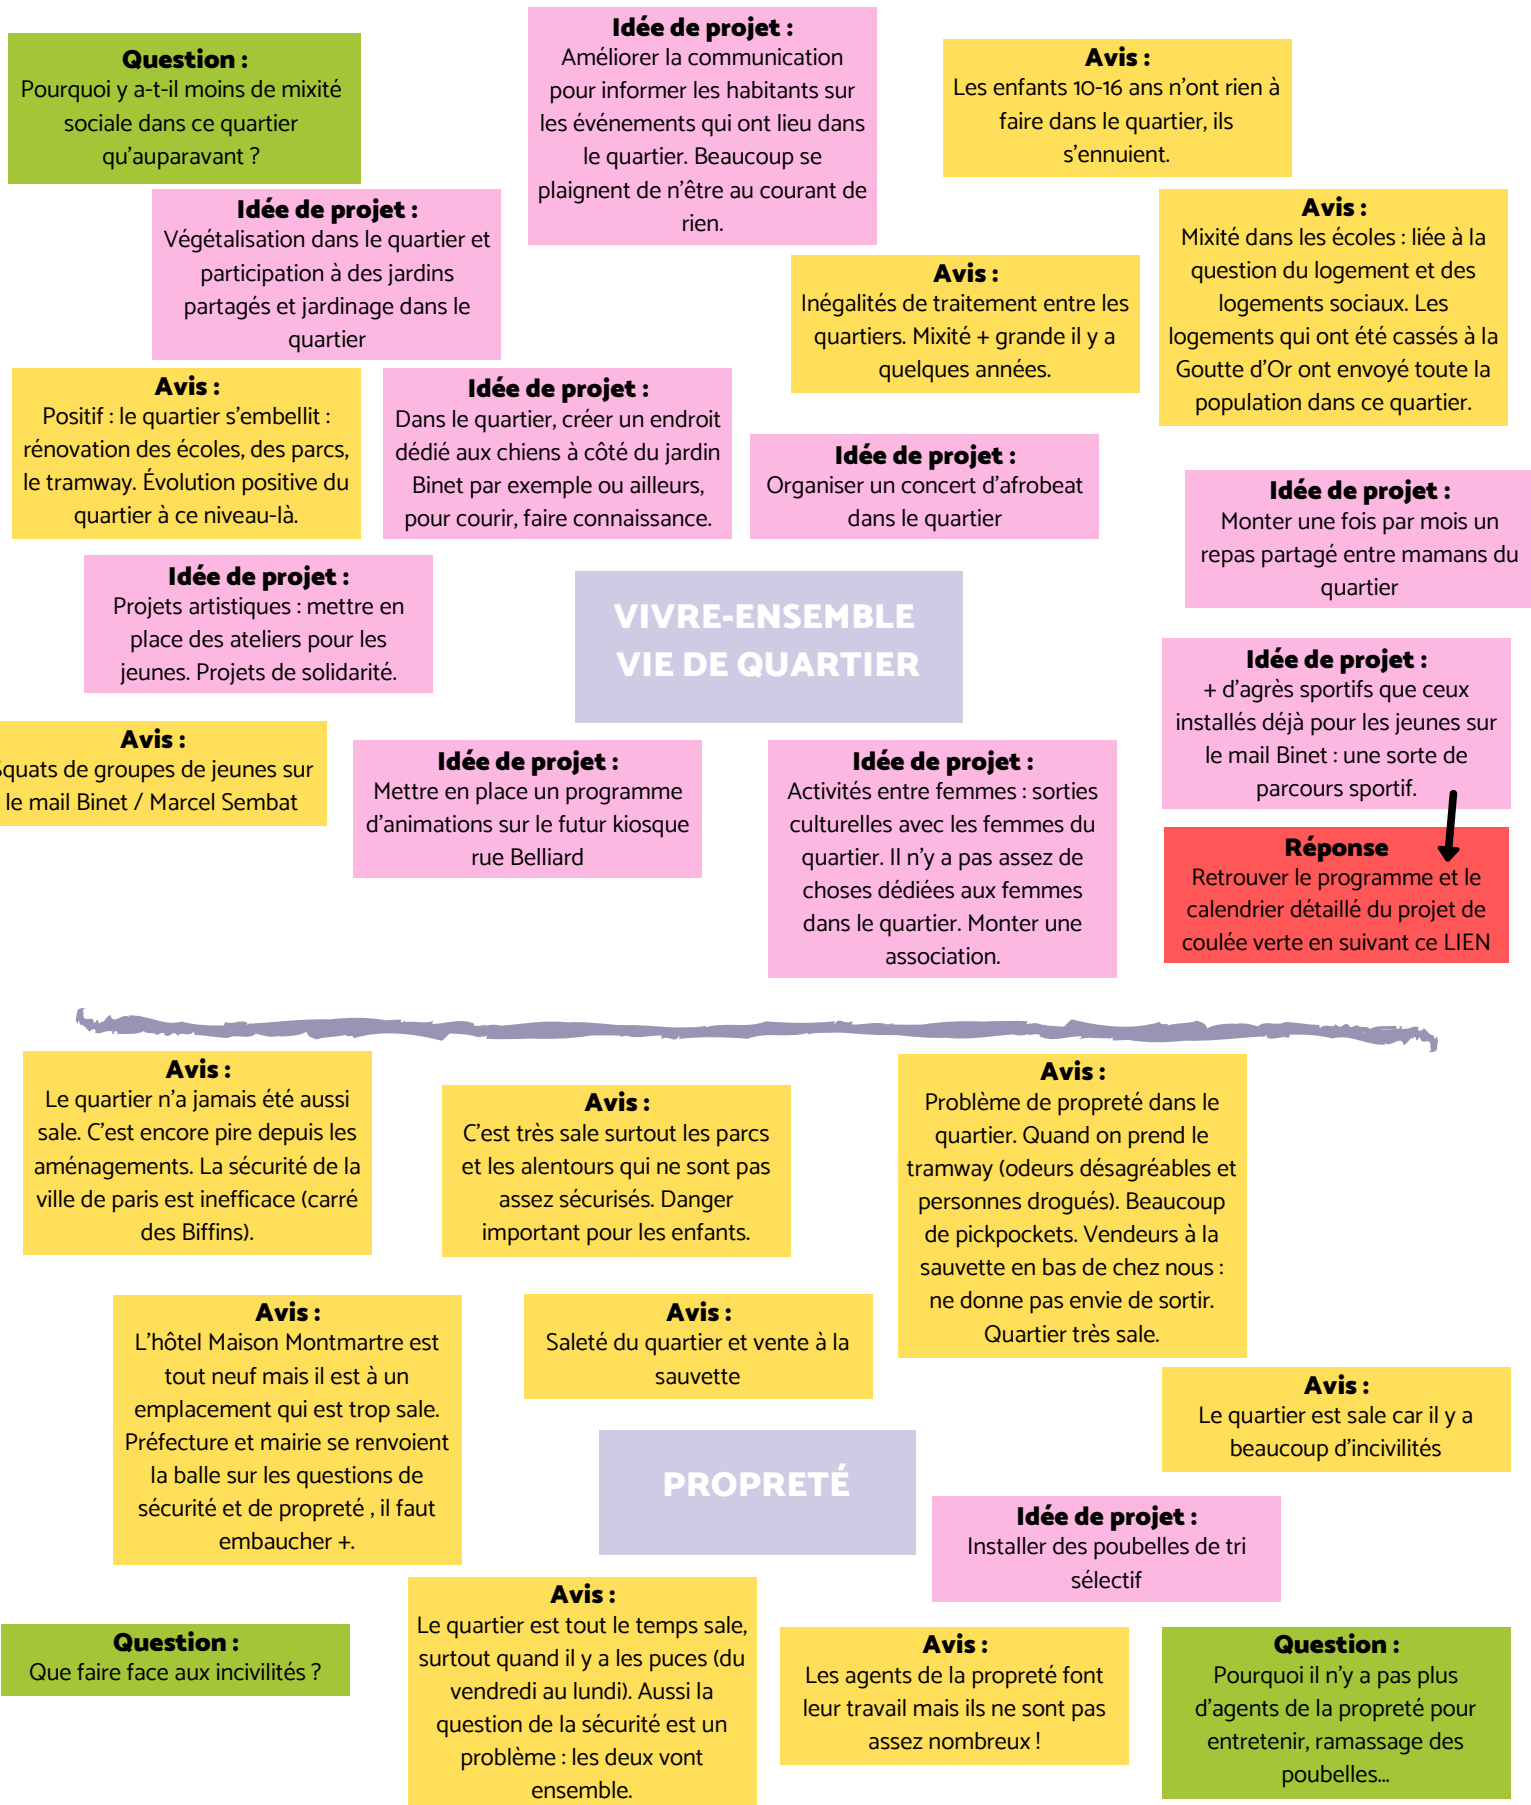 Question :
Pourquoi y a-t-il moins de mixité
sociale dans ce quartier
qu'auparavant ?
Idée de projet :
Améliorer la communication
pour informer les habitants sur
les événements qui ont lieu dans
le quartier. Beaucoup se
plaignent de n'être au courant de
rien.
Avis :
Les enfants 10-16 ans n'ont rien à
faire dans le quartier, ils
s'ennuient.
Idée de projet :
Végétalisation dans le quartier et
participation à des jardins
partagés et jardinage dans le
quartier
Avis :
Inégalités de traitement entre les
quartiers. Mixité + grande il y a
quelques années.
Avis :
Mixité dans les écoles : liée à la
question du logement et des
logements sociaux. Les
logements qui ont été cassés à la
Goutte d'Or ont envoyé toute la
population dans ce quartier.
Avis :
Positif : le quartier s'embellit :
rénovation des écoles, des parcs,
le tramway. Évolution positive du
quartier à ce niveau-là.
Idée de projet :
Dans le quartier, créer un endroit
dédié aux chiens à côté du jardin
Binet par exemple ou ailleurs,
pour courir, faire connaissance.
Idée de projet :
Organiser un concert d'afrobeat
dans le quartier
Idée de projet :
Monter une fois par mois un
repas partagé entre mamans du
quartier
Idée de projet :
Projets artistiques : mettre en
place des ateliers pour les
jeunes. Projets de solidarité.
VIVRE-ENSEMBLE
VIE DE QUARTIER
Idée de projet :
+ d'agrès sportifs que ceux
installés déjà pour les jeunes sur
le mail Binet : une sorte de
parcours sportif.
Avis :
Squats de groupes de jeunes sur
le mail Binet / Marcel Sembat
Idée de projet :
Mettre en place un programme
d'animations sur le futur kiosque
rue Belliard
Idée de projet :
Activités entre femmes : sorties
culturelles avec les femmes du
quartier. Il n'y a pas assez de
choses dédiées aux femmes
dans le quartier. Monter une
association.
Réponse
Retrouver le programme et le
calendrier détaillé du projet de
coulée verte en suivant ce LIEN
Avis :
Le quartier n'a jamais été aussi
sale. C'est encore pire depuis les
aménagements. La sécurité de la
ville de paris est inefficace (carré
des Biffins).
Avis :
C'est très sale surtout les parcs
et les alentours qui ne sont pas
assez sécurisés. Danger
important pour les enfants.
Avis :
Problème de propreté dans le
quartier. Quand on prend le
tramway (odeurs désagréables et
personnes drogués). Beaucoup
de pickpockets. Vendeurs à la
sauvette en bas de chez nous :
ne donne pas envie de sortir.
Quartier très sale.
Avis :
L'hôtel Maison Montmartre est
tout neuf mais il est à un
emplacement qui est trop sale.
Préfecture et mairie se renvoient
la balle sur les questions de
sécurité et de propreté , il faut
embaucher +.
Avis :
Saleté du quartier et vente à la
sauvette
Avis :
Le quartier est sale car il y a
beaucoup d'incivilités
PROPRETÉ
Idée de projet :
Installer des poubelles de tri
sélectif
Question :
Que faire face aux incivilités ?
Avis :
Le quartier est tout le temps sale,
surtout quand il y a les puces (du
vendredi au lundi). Aussi la
question de la sécurité est un
problème : les deux vont
ensemble.
Avis :
Les agents de la propreté font
leur travail mais ils ne sont pas
assez nombreux !
Question :
Pourquoi il n'y a pas plus
d'agents de la propreté pour
entretenir, ramassage des
poubelles...